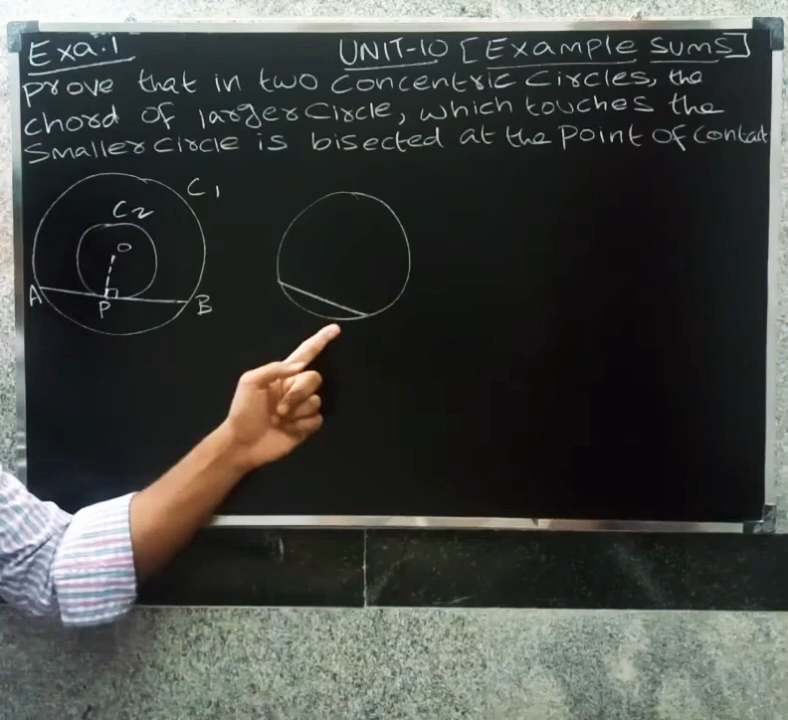 Exa.1 UNIT-10 [Example sums]
prove that in two concentric circles, the
chord of larger circle, which touches the
smaller circle is bisected at the point of contact
C1
C2
O
A P B